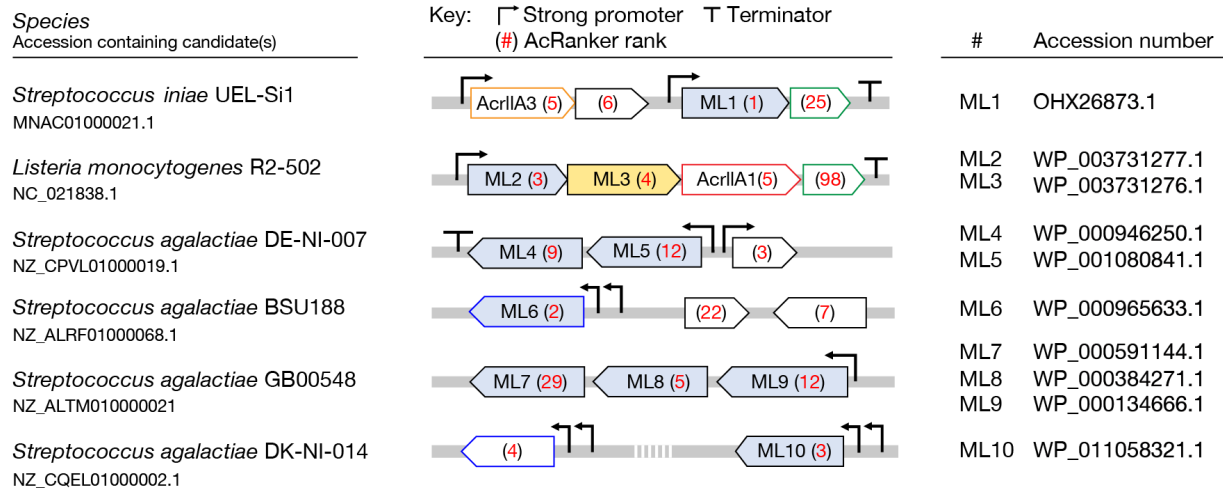 Species
Accession containing candidate(s)
Key: Strong promoter Terminator
(#) AcRanker rank
# Accession number
Streptococcus iniae UEL-Si1
MNAC01000021.1
AcrIIA3 (5) (6) ML1 (1) (25)
ML1 OHX26873.1
Listeria monocytogenes R2-502
NC_021838.1
ML2 (3) ML3 (4) AcrIIA1(5) (98)
ML2 WP_003731277.1
ML3 WP_003731276.1
Streptococcus agalactiae DE-NI-007
NZ_CPVL01000019.1
ML4 (9) ML5 (12) (3)
ML4 WP_000946250.1
ML5 WP_001080841.1
Streptococcus agalactiae BSU188
NZ_ALRF01000068.1
ML6 (2) (22) (7)
ML6 WP_000965633.1
Streptococcus agalactiae GB00548
NZ_ALTM010000021
ML7 (29) ML8 (5) ML9 (12)
ML7 WP_000591144.1
ML8 WP_000384271.1
ML9 WP_000134666.1
Streptococcus agalactiae DK-NI-014
NZ_CQEL01000002.1
(4) ML10 (3)
ML10 WP_011058321.1